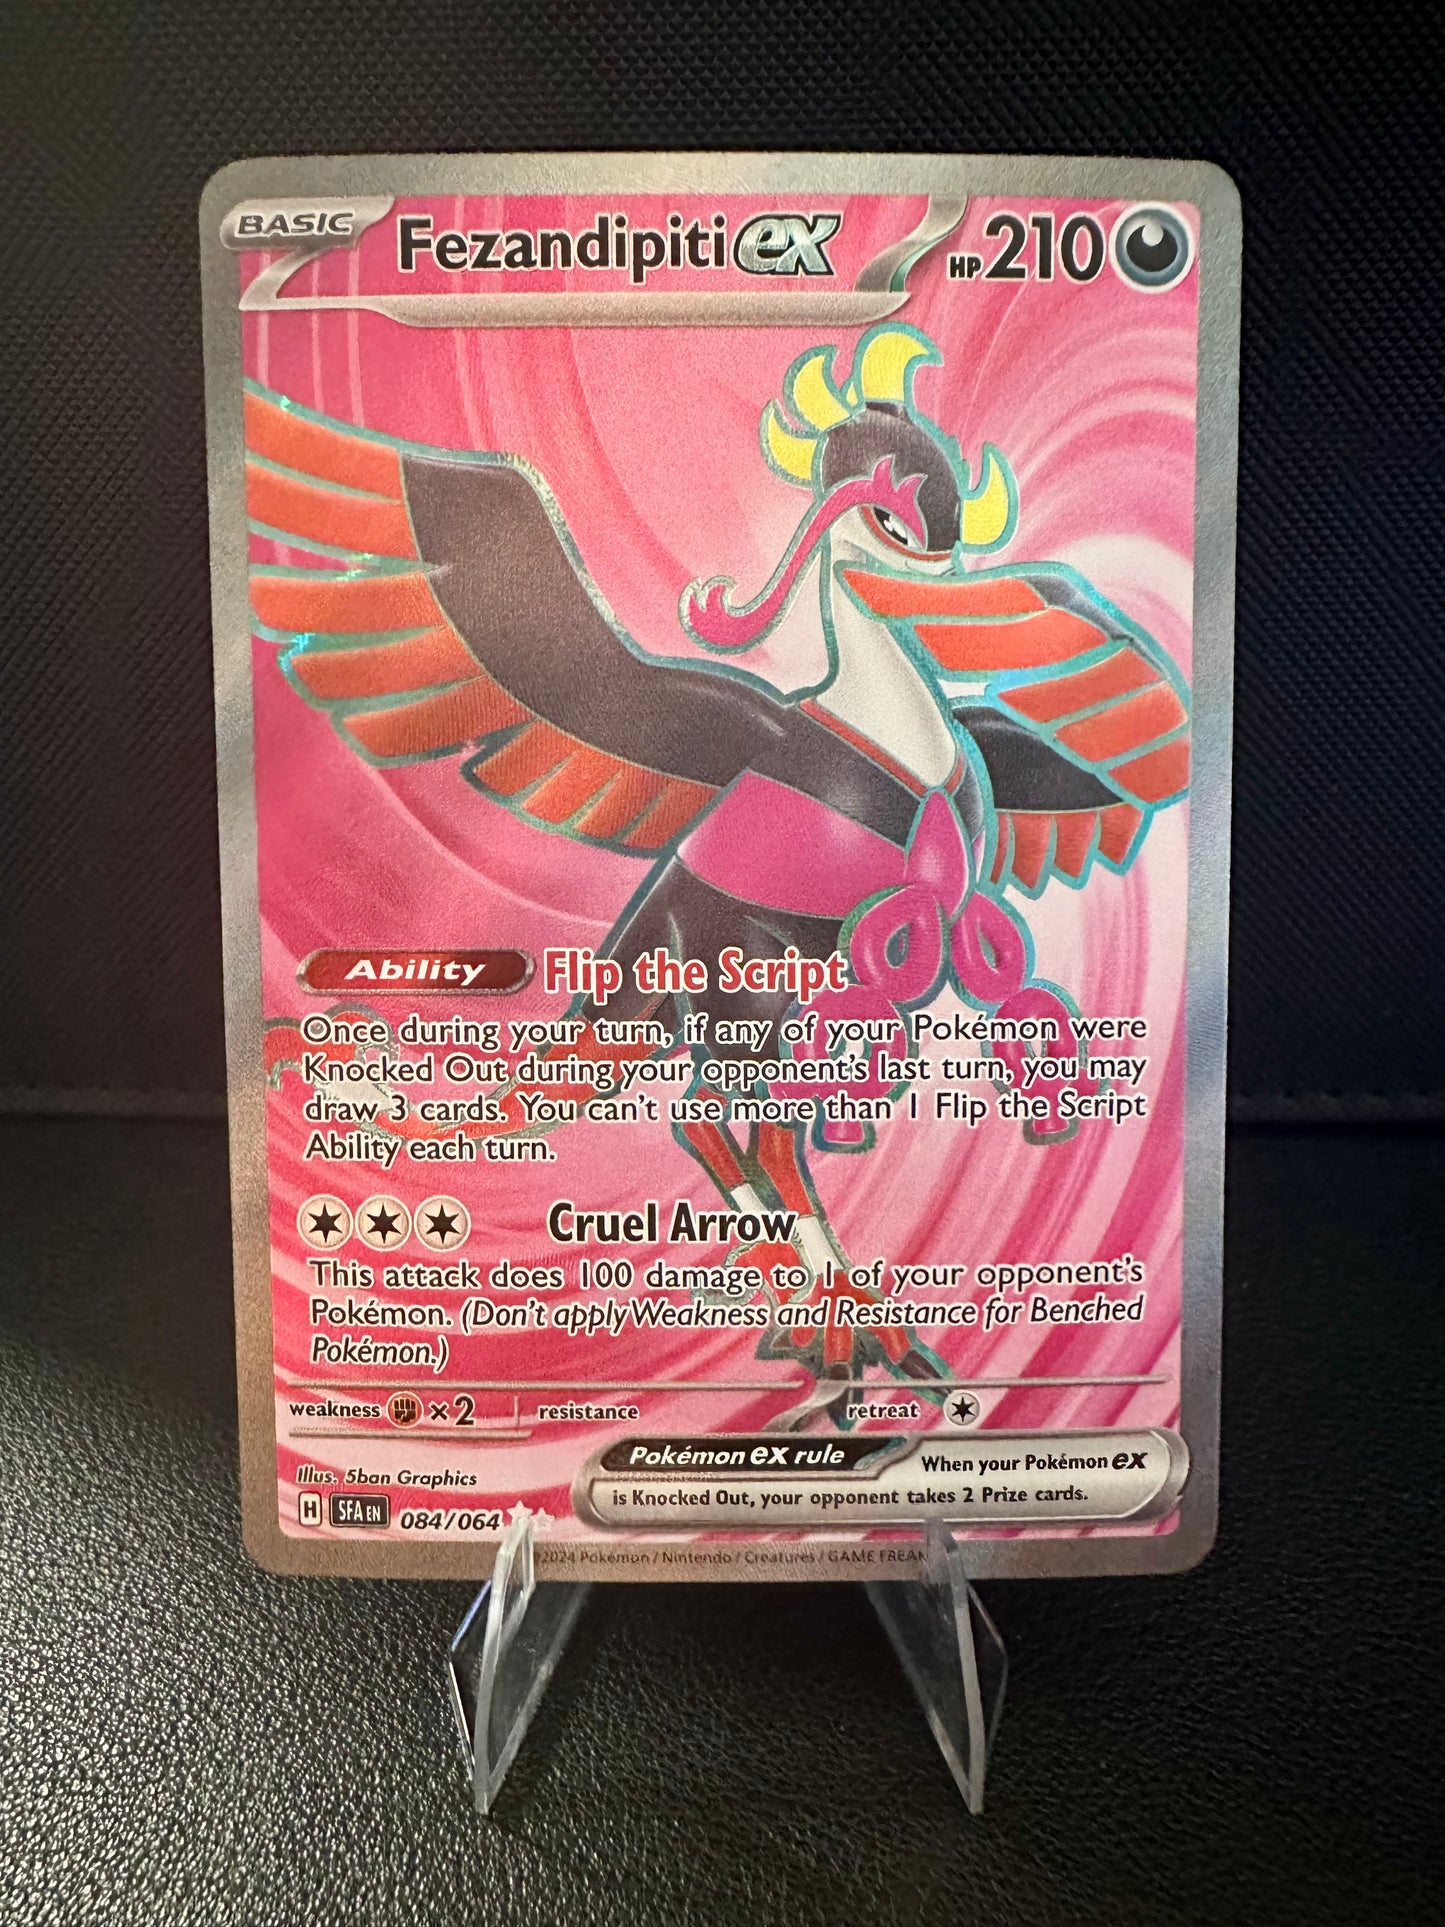 BASIC
Fezandipiti ex HP 210
Ability Flip the Script
Once during your turn, if any of your Pokémon were
Knocked Out during your opponent's last turn, you may
draw 3 cards. You can't use more than 1 Flip the Script
Ability each turn.
Cruel Arrow
This attack does 100 damage to 1 of your opponent's
Pokémon. (Don't apply Weakness and Resistance for Benched
Pokémon.)
weakness ×2 resistance retreat
Pokémon ex rule When your Pokémon ex
is Knocked Out, your opponent takes 2 Prize cards.
Illus. 5ban Graphics
H SFA EN 084/064
©2024 Pokémon / Nintendo / Creatures / GAME FREAK